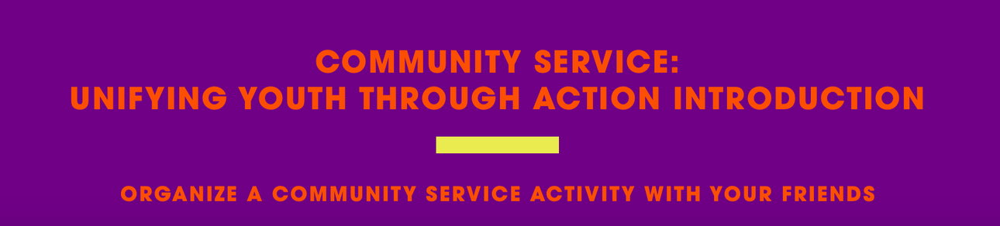 COMMUNITY SERVICE:
UNIFYING YOUTH THROUGH ACTION INTRODUCTION
ORGANIZE A COMMUNITY SERVICE ACTIVITY WITH YOUR FRIENDS